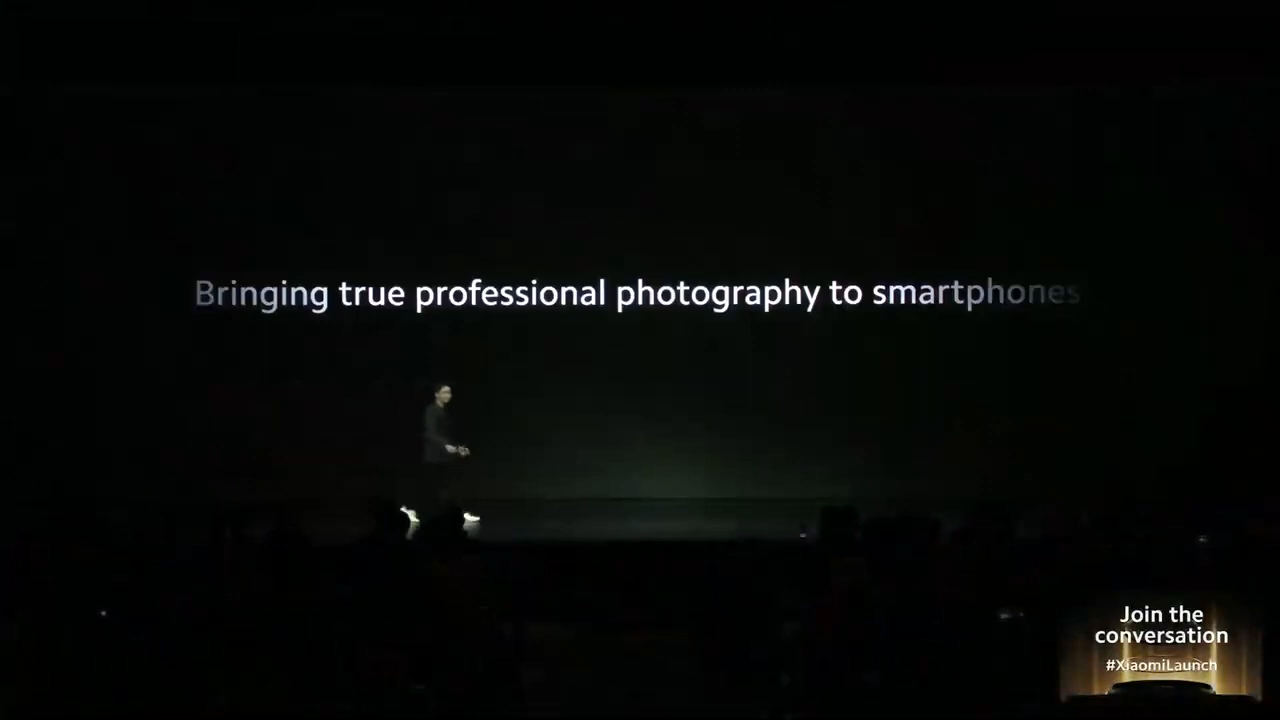 Bringing true professional photography to smartphones
Join the
conversation
#XiaomiLaunch